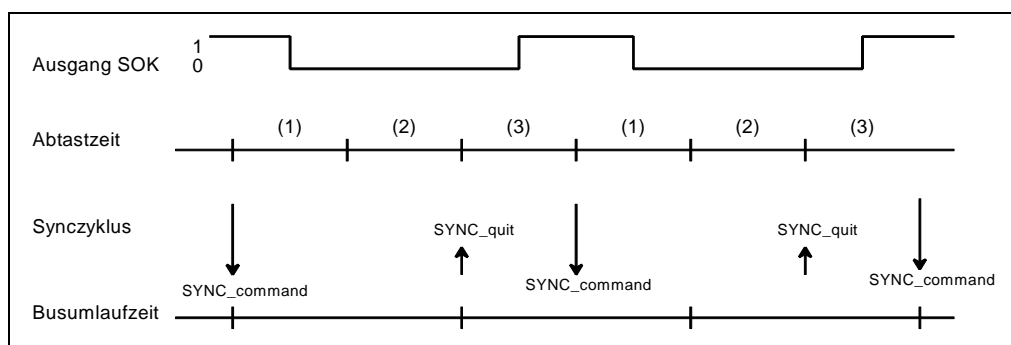 1
Ausgang SOK 0
(1) (2) (3) (1) (2) (3)
Abtastzeit
Synczyklus
SYNC_quit SYNC_quit
SYNC_command SYNC_command SYNC_command
Busumlaufzeit